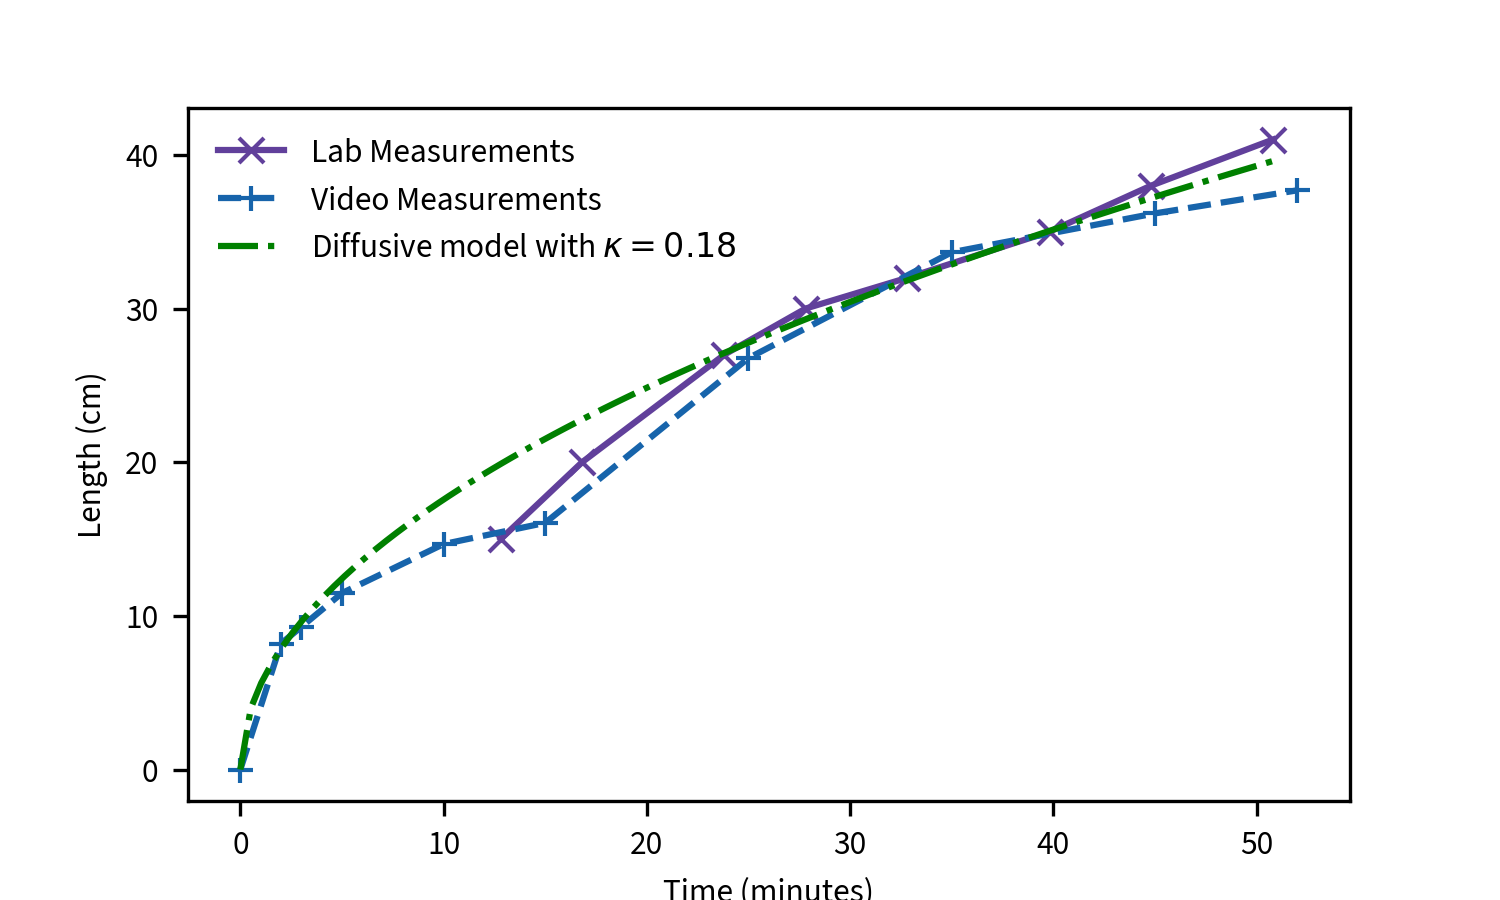 Lab Measurements
Video Measurements
Diffusive model with κ = 0.18
Length (cm)
40
30
20
10
0
0 10 20 30 40 50
Time (minutes)